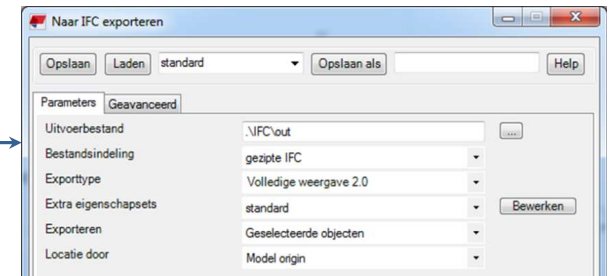 Naar IFC exporteren
Opslaan Laden standard Opslaan als Help
Parameters Geavanceerd
Uitvoerbestand .\IFC\out ...
Bestandsindeling gezipte IFC
Exporttype Volledige weergave 2.0
Extra eigenschapsets standard Bewerken
Exporteren Geselecteerde objecten
Locatie door Model origin